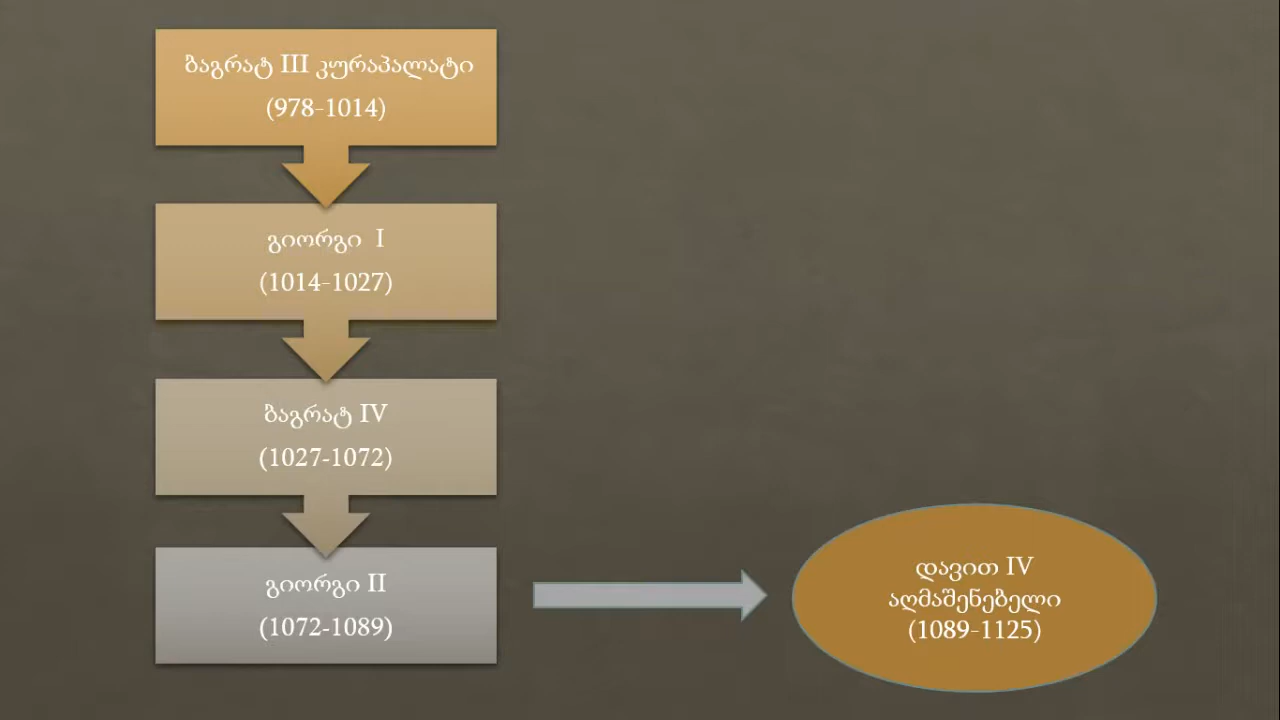 ბაგრატ III კურაპალატი
(978-1014)
გიორგი I
(1014-1027)
ბაგრატ IV
(1027-1072)
გიორგი II
(1072-1089)
დავით IV
აღმაშენებელი
(1089-1125)